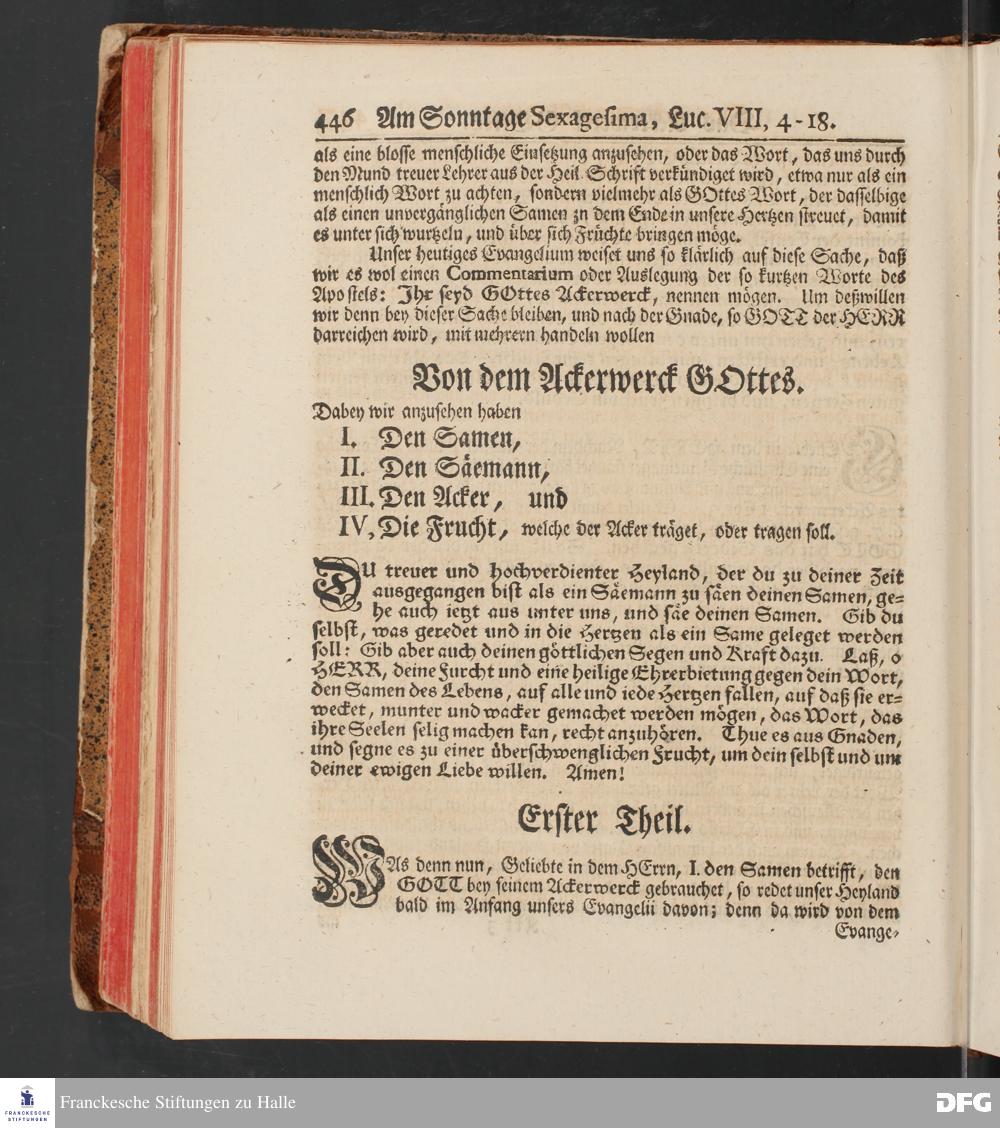 446 Am Sonntage Sexagesima, Luc. VIII, 4-18.
als eine blosse menschliche Einsetzung anzusehen, oder das Wort, das uns durch
den Mund treuer Lehrer aus der Heil Schrift verkündiget wird, etwa nur als ein
menschlich Wort zu achten, sondern vielmehr als GOttes Wort, der dasselbige
als einen unvergänglichen Samen zn dem Ende in unsere Hertzen streuet, damit
es unter sich wurtzeln, und über sich Früchte bringen möge.
Unser heutiges Evangelium weiset uns so klärlich auf diese Sache, daß
wir es wol einen Commentarium oder Auslegung der so kurtzen Worte des
Apostels: Ihr seyd GOttes Ackerwerck, nennen mögen. Um deßwillen
wir denn bey dieser Sache bleiben, und nach der Gnade, so GOTT der HERR
darreichen wird, mit mehrern handeln wollen
Von dem Ackerwerck GOttes.
Dabey wir anzusehen haben
I. Den Samen,
II. Den Säemann,
III. Den Acker, und
IV, Die Frucht, welche der Acker träget, oder tragen soll.
DU treuer und hochverdienter Heyland, der du zu deiner Zeit
ausgegangen bist als ein Säemann zu säen deinen Samen, ge-
he auch ietzt aus unter uns, und säe deinen Samen. Gib du
selbst, was geredet und in die Hertzen als ein Same geleget werden
soll: Gib aber auch deinen göttlichen Segen und Kraft dazu. Laß, o
HERR, deine Furcht und eine heilige Ehrerbietung gegen dein Wort,
den Samen des Lebens, auf alle und iede Hertzen fallen, auf daß sie er-
wecket, munter und wacker gemachet werden mögen, das Wort, das
ihre Seelen selig machen kan, recht anzuhören. Thue es aus Gnaden,
und segne es zu einer überschwenglichen Frucht, um dein selbst und um
deiner ewigen Liebe willen. Amen!
Erster Theil.
WAs denn nun, Geliebte in dem HErrn, I. den Samen betrifft, den
GOTT bey seinem Ackerwerck gebrauchet, so redet unser Heyland
bald im Anfang unsers Evangelii davon; denn da wird von dem
Evange-
FRANCKESCHE
STIFTUNGEN
Franckesche Stiftungen zu Halle
DFG